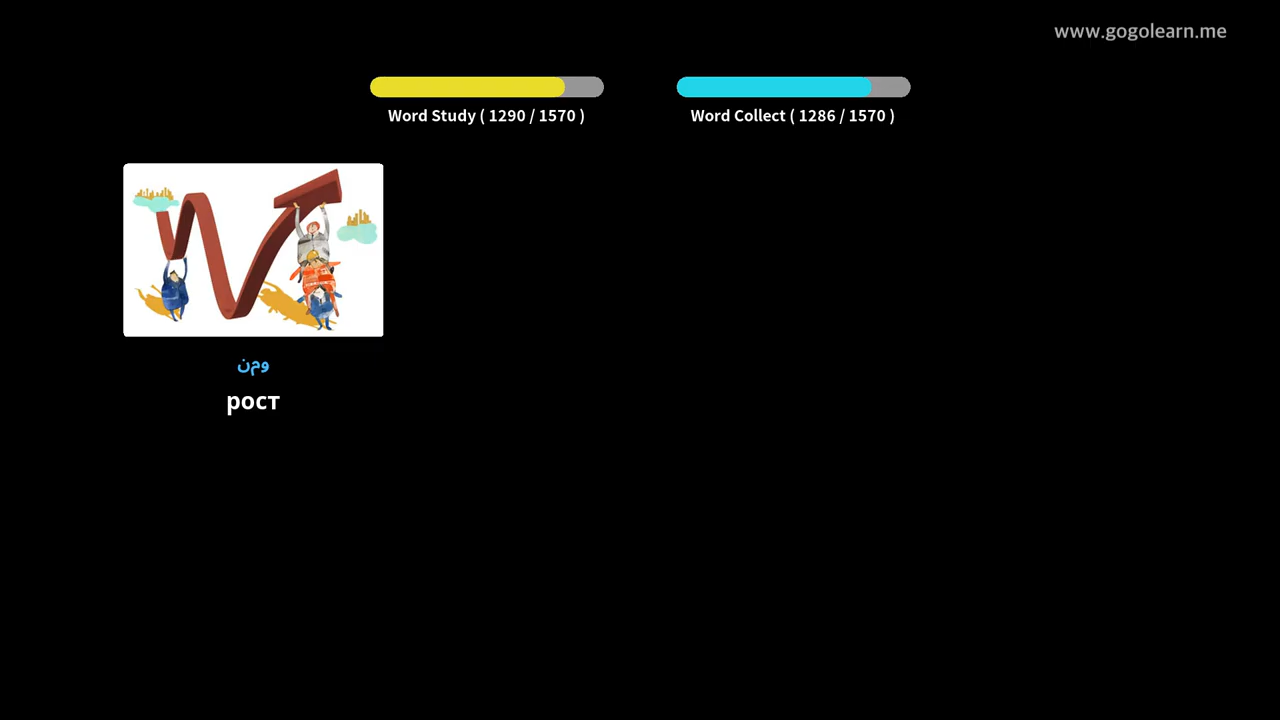 www.gogolearn.me
Word Study ( 1290 / 1570 )
Word Collect ( 1286 / 1570 )
ومن
рост